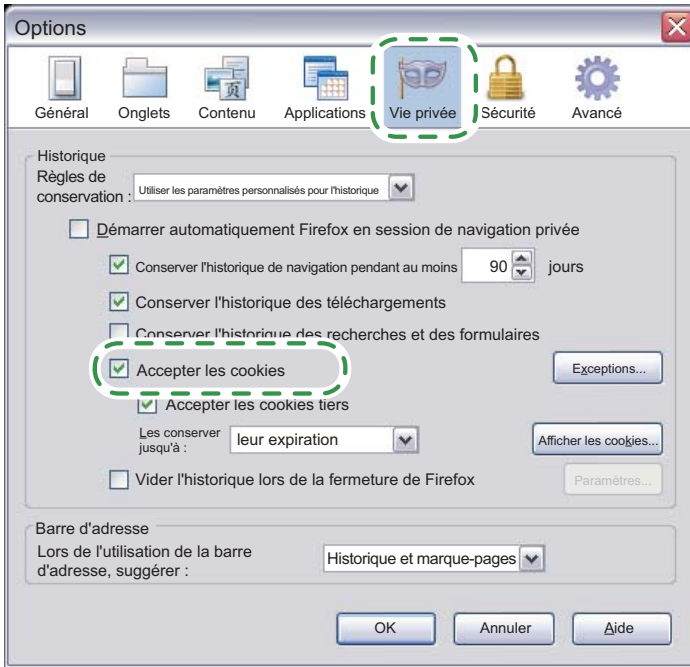 Options
Général Onglets Contenu Applications Vie privée Sécurité Avancé
Historique
Règles de
conservation : Utiliser les paramètres personnalisés pour l'historique
Démarrer automatiquement Firefox en session de navigation privée
Conserver l'historique de navigation pendant au moins 90 jours
Conserver l'historique des téléchargements
Conserver l'historique des recherches et des formulaires
Accepter les cookies Exceptions...
Accepter les cookies tiers
Les conserver
jusqu'à : leur expiration Afficher les cookies...
Vider l'historique lors de la fermeture de Firefox Paramètres...
Barre d'adresse
Lors de l'utilisation de la barre
d'adresse, suggérer : Historique et marque-pages
OK Annuler Aide